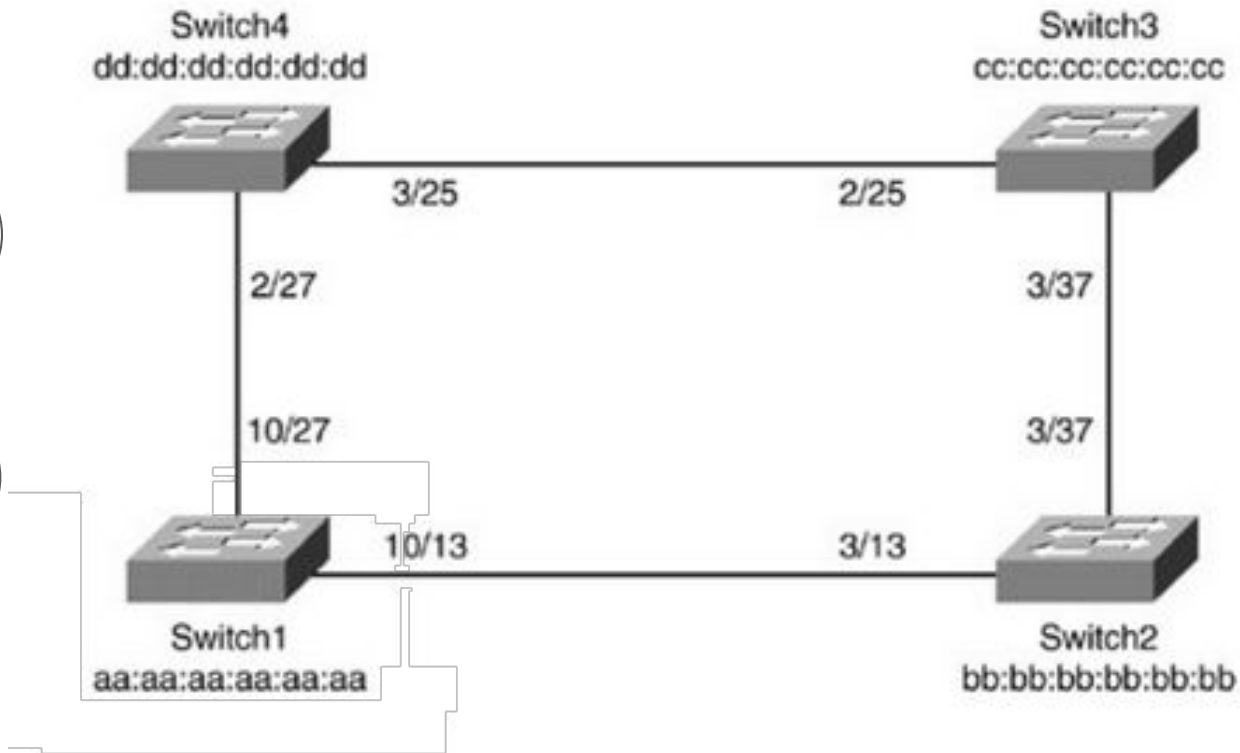 Switch4
dd:dd:dd:dd:dd:dd
Switch3
cc:cc:cc:cc:cc:cc
3/25
2/25
2/27
3/37
10/27
3/37
10/13
3/13
Switch1
aa:aa:aa:aa:aa:aa
Switch2
bb:bb:bb:bb:bb:bb